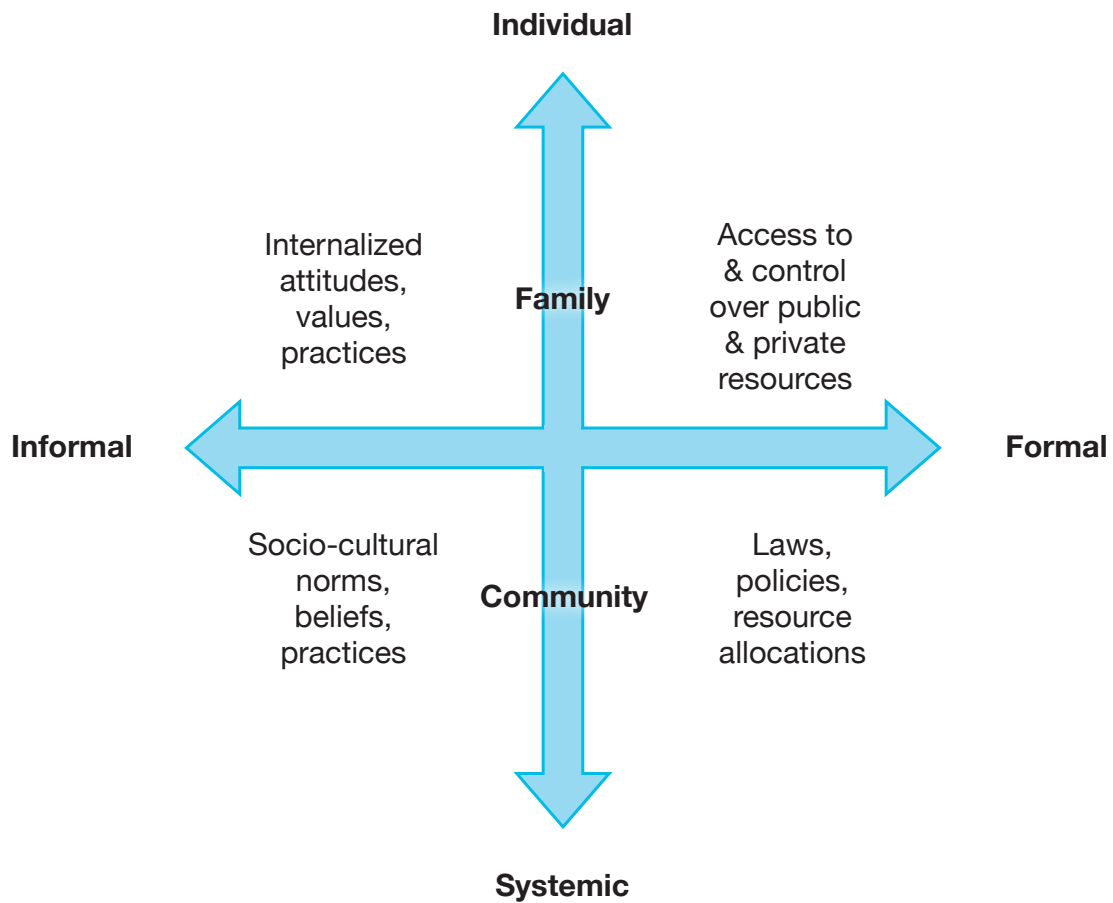 Individual
Internalized
attitudes,
values,
practices
Family
Access to
& control
over public
& private
resources
Informal
Formal
Socio-cultural
norms,
beliefs,
practices
Community
Laws,
policies,
resource
allocations
Systemic